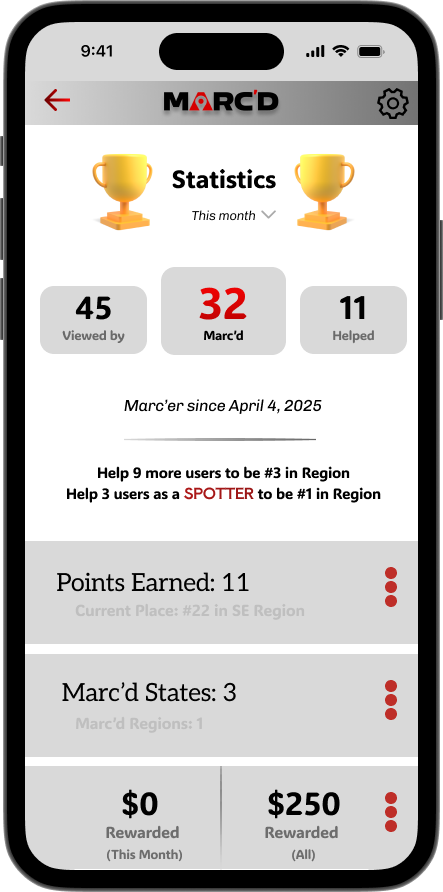 9:41
MARC'D
Statistics
This month
45
Viewed by
32
Marc'd
11
Helped
Marc'er since April 4, 2025
Help 9 more users to be #3 in Region
Help 3 users as a SPOTTER to be #1 in Region
Points Earned: 11
Current Place: #22 in SE Region
Marc'd States: 3
Marc'd Regions: 1
$0
Rewarded
(This Month)
$250
Rewarded
(All)